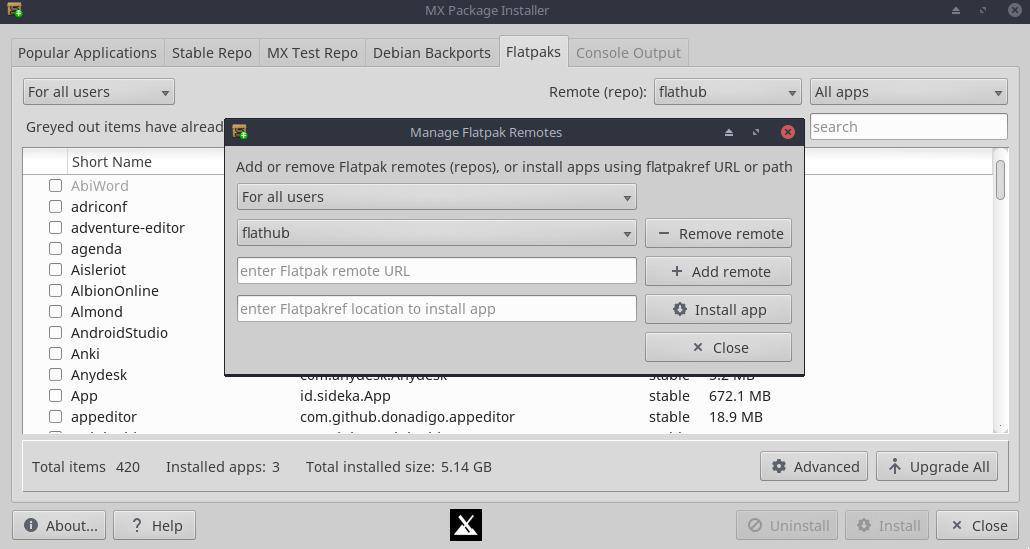 MX Package Installer
Popular Applications Stable Repo MX Test Repo Debian Backports Flatpaks Console Output
For all users Remote (repo): flathub All apps
Greyed out items have alread search
Short Name
AbiWord
adriconf
adventure-editor
agenda
Aisleriot
AlbionOnline
Almond
AndroidStudio
Anki
Anydesk com.anydesk.Anydesk stable 5.2 MB
App id.sideka.App stable 672.1 MB
appeditor com.github.donadigo.appeditor stable 18.9 MB
Manage Flatpak Remotes
Add or remove Flatpak remotes (repos), or install apps using flatpakref URL or path
For all users
flathub Remove remote
enter Flatpak remote URL Add remote
enter Flatpakref location to install app Install app
Close
Total items 420 Installed apps: 3 Total installed size: 5.14 GB Advanced Upgrade All
About... ? Help Uninstall Install Close